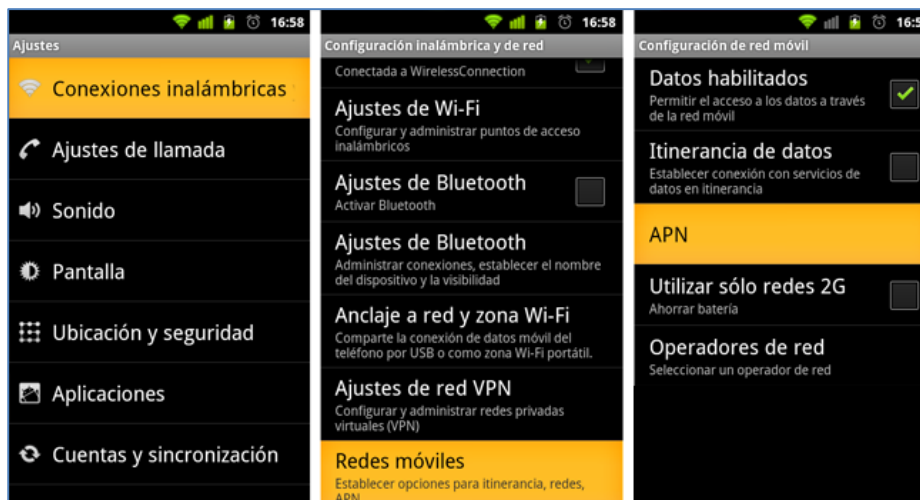 16:58
Ajustes
Conexiones inalámbricas
Ajustes de llamada
Sonido
Pantalla
Ubicación y seguridad
Aplicaciones
Cuentas y sincronización
16:58
Configuración inalámbrica y de red
Conectada a WirelessConnection
Ajustes de Wi-Fi
Configurar y administrar puntos de acceso
inalámbricos
Ajustes de Bluetooth
Activar Bluetooth
Ajustes de Bluetooth
Administrar conexiones, establecer el nombre
del dispositivo y la visibilidad
Anclaje a red y zona Wi-Fi
Comparte la conexión de datos móvil del
teléfono por USB o como zona Wi-Fi portátil.
Ajustes de red VPN
Configurar y administrar redes privadas
virtuales (VPN)
Redes móviles
Establecer opciones para itinerancia, redes,
APN
16:5
Configuración de red móvil
Datos habilitados
Permitir el acceso a los datos a través
de la red móvil
Itinerancia de datos
Establecer conexión con servicios de
datos en itinerancia
APN
Utilizar sólo redes 2G
Ahorrar batería
Operadores de red
Seleccionar un operador de red